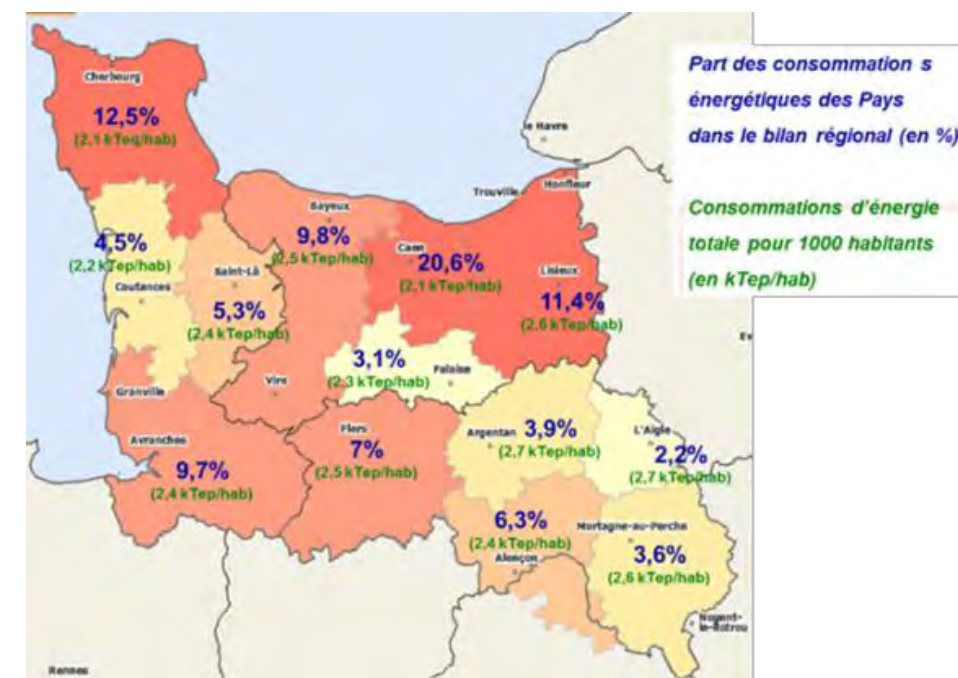 Cherbourg
12,5%
(2,1 kTeq/hab)
le Havre
Honfleur
Trouville
Bayeux
9,8%
(2,5 kTep/hab)
4,5%
(2,2 kTep/hab)
Coutances
Saint-Lô
5,3%
(2,4 kTep/hab)
Caen
20,6%
(2,1 kTep/hab)
Lisieux
11,4%
(2,6 kTep/hab)
3,1%
(2,3 kTep/hab)
Falaise
Vire
Granville
Avranches
9,7%
(2,4 kTep/hab)
Flers
7%
(2,5 kTep/hab)
Argentan 3,9%
(2,7 kTep/hab)
L'Aigle
2,2%
(2,7 kTep/hab)
6,3%
(2,4 kTep/hab)
Alençon
Mortagne-au-Perche
3,6%
(2,6 kTep/hab)
Nogent-
le-Rotrou
Rennes
Ev
Part des consommation s
énergétiques des Pays
dans le bilan régional (en %)
Consommations d'énergie
totale pour 1000 habitants
(en kTep/hab)